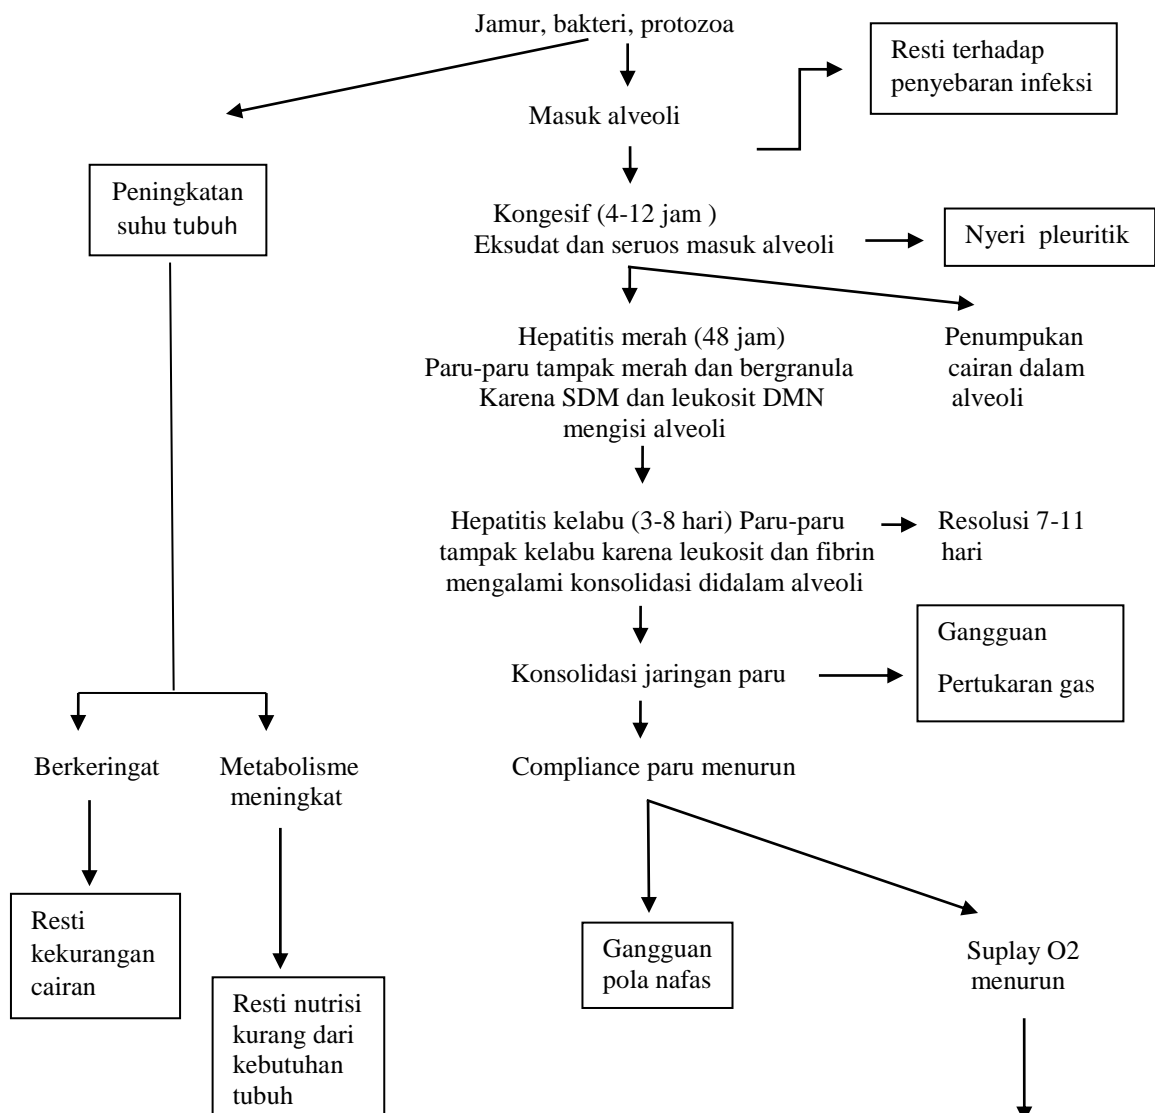 Jamur, bakteri, protozoa
Resti terhadap
penyebaran infeksi
Masuk alveoli
Peningkatan
suhu tubuh
Kongesif (4-12 jam )
Eksudat dan seruos masuk alveoli
Nyeri pleuritik
Hepatitis merah (48 jam)
Paru-paru tampak merah dan bergranula
Karena SDM dan leukosit DMN
mengisi alveoli
Penumpukan
cairan dalam
alveoli
Hepatitis kelabu (3-8 hari) Paru-paru
tampak kelabu karena leukosit dan fibrin
mengalami konsolidasi didalam alveoli
Resolusi 7-11
hari
Konsolidasi jaringan paru
Gangguan
Pertukaran gas
Berkeringat
Metabolisme
meningkat
Compliance paru menurun
Resti
kekurangan
cairan
Resti nutrisi
kurang dari
kebutuhan
tubuh
Gangguan
pola nafas
Suplay O2
menurun